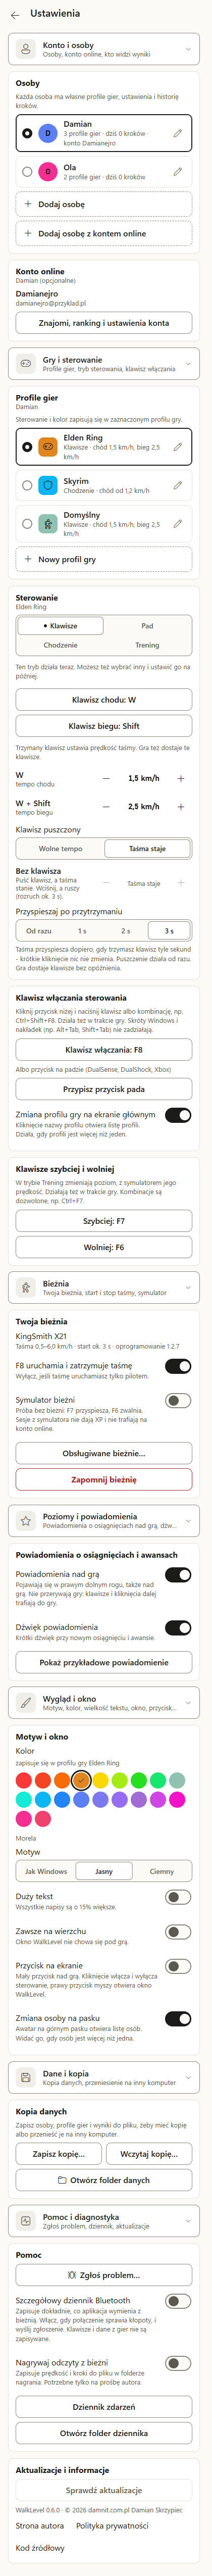 Ustawienia
Konto i osoby
Osoby, konto online, kto widzi wyniki
Osoby
Każda osoba ma własne profile gier, ustawienia i historię
kroków.
D
Damian
3 profile gier · dziś 0 kroków ·
konto Damianejro
O
Ola
2 profile gier · dziś 0 kroków
Dodaj osobę
Dodaj osobę z kontem online
Konto online
Damian (opcjonalne)
Damianejro
damianejro@przyklad.pl
Znajomi, ranking i ustawienia konta
Gry i sterowanie
Profile gier, tryb sterowania, klawisz włączania
Profile gier
Damian
Sterowanie i kolor zapisują się w zaznaczonym profilu gry.
Elden Ring
Klawisze · chód 1,5 km/h, bieg 2,5
km/h
Skyrim
Chodzenie · chód od 1,2 km/h
Domyślny
Klawisze · chód 1,5 km/h, bieg 2,5
km/h
Nowy profil gry
Sterowanie
Elden Ring
Klawisze
Pad
Chodzenie
Trening
Ten tryb działa teraz. Możesz też wybrać inny i ustawić go na
później.
Klawisz chodu: W
Klawisz biegu: Shift
Trzymany klawisz ustawia prędkość taśmy. Gra też dostaje te
klawisze.
W
tempo chodu
1,5 km/h
W + Shift
tempo biegu
2,5 km/h
Klawisz puszczony
Wolne tempo
Taśma staje
Bez klawisza
Puść klawisz, a taśma
stanie. Wciśnij, a ruszy
(rozruch ok. 3 s).
Taśma staje
Przyspieszaj po przytrzymaniu
Od razu
1 s
2 s
3 s
Taśma przyspiesza dopiero, gdy trzymasz klawisz tyle sekund
- krótkie kliknięcie nic nie zmienia. Puszczenie działa od razu.
Gra dostaje klawisze bez opóźnienia.
Klawisz włączania sterowania
Kliknij przycisk niżej i naciśnij klawisz albo kombinację, np.
Ctrl+Shift+F8. Działa też w trakcie gry. Skróty Windows i
nakładek (np. Alt+Tab, Shift+Tab) nie zadziałają.
Klawisz włączania: F8
Albo przycisk na padzie (DualSense, DualShock, Xbox)
Przypisz przycisk pada
Zmiana profilu gry na ekranie głównym
Kliknięcie nazwy profilu otwiera listę profili.
Działa, gdy profili jest więcej niż jeden.
Klawisze szybciej i wolniej
W trybie Trening zmieniają poziom, z symulatorem jego
prędkość. Działają też w trakcie gry. Kombinacje są
dozwolone, np. Ctrl+F7.
Szybciej: F7
Wolniej: F6
Bieżnia
Twoja bieżnia, start i stop taśmy, symulator
Twoja bieżnia
KingSmith X21
Taśma 0,5–6,0 km/h · start ok. 3 s · oprogramowanie 1.2.7
F8 uruchamia i zatrzymuje taśmę
Wyłącz, jeśli taśmę uruchamiasz tylko pilotem.
Symulator bieżni
Próba bez bieżni: F7 przyspiesza, F6 zwalnia.
Sesje z symulatora nie dają XP i nie trafiają na
konto online.
Obsługiwane bieżnie...
Zapomnij bieżnię
Poziomy i powiadomienia
Powiadomienia o osiągnięciach nad grą, dźw...
Powiadomienia o osiągnięciach i awansach
Powiadomienia nad grą
Pojawiają się w prawym dolnym rogu, także nad
grą. Nie przerywają gry: klawisze i kliknięcia dalej
trafiają do gry.
Dźwięk powiadomienia
Krótki dźwięk przy nowym osiągnięciu i awansie.
Pokaż przykładowe powiadomienie
Wygląd i okno
Motyw, kolor, wielkość tekstu, okno, przycisk...
Motyw i okno
Kolor
zapisuje się w profilu gry Elden Ring
Morela
Motyw
Jak Windows
Jasny
Ciemny
Duży tekst
Wszystkie napisy są o 15% większe.
Zawsze na wierzchu
Okno WalkLevel nie chowa się pod grą.
Przycisk na ekranie
Mały przycisk nad grą. Kliknięcie włącza i wyłącza
sterowanie, prawy przycisk myszy otwiera okno
WalkLevel.
Zmiana osoby na pasku
Avatar na górnym pasku otwiera listę osób.
Widać go, gdy osób jest więcej niż jedna.
Dane i kopia
Kopia danych, przeniesienie na inny komputer
Kopia danych
Zapisz osoby, profile gier i wyniki do pliku, żeby mieć kopię
albo przenieść je na inny komputer.
Zapisz kopię...
Wczytaj kopię...
Otwórz folder danych
Pomoc i diagnostyka
Zgłoś problem, dziennik, aktualizacje
Pomoc
Zgłoś problem...
Szczegółowy dziennik Bluetooth
Zapisuje dokładnie, co aplikacja wymienia z
bieżnią. Włącz, gdy połączenie sprawia kłopoty, i
wyślij zgłoszenie. Klawisze i dane z gier nie są
zapisywane.
Nagrywaj odczyty z bieżni
Zapisuje prędkość i kroki do pliku w folderze
nagrania. Potrzebne tylko na prośbę autora.
Dziennik zdarzeń
Otwórz folder dziennika
Aktualizacje i informacje
Sprawdź aktualizacje
WalkLevel 0.6.0 · © 2026 damnit.com.pl Damian Skrzypiec
Strona autora
Polityka prywatności
Kod źródłowy